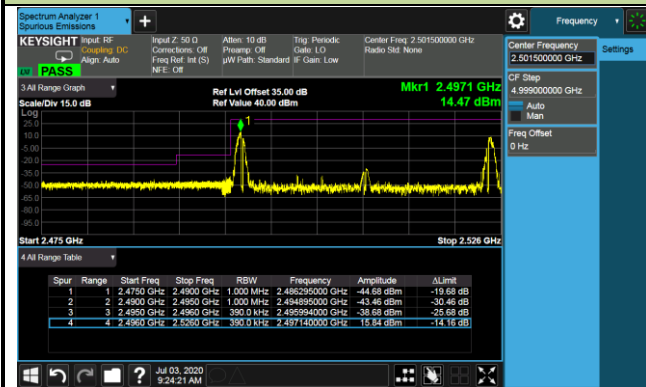 Spectrum Analyzer 1
Spurious Emissions
+
Frequency
KEYSIGHT Input: RF
Coupling: DC
Align: Auto
Input Z: 50 Ω
Corrections: Off
Freq Ref: Int (S)
NFE: Off
Atten: 10 dB
Preamp: Off
µW Path: Standard
Trig: Periodic
Gate: LO
IF Gain: Low
Center Freq: 2.501500000 GHz
Radio Std: None
PASS
Center Frequency
2.501500000 GHz
Settings
CF Step
4.999000000 GHz
Auto
Man
Freq Offset
0 Hz
3 All Range Graph
Scale/Div 15.0 dB
Ref Lvl Offset 35.00 dB
Ref Value 40.00 dBm
Mkr1 2.4971 GHz
14.47 dBm
Log
25.0
10.0
-5.00
-20.0
-35.0
-50.0
-65.0
-80.0
-95.0
1
Start 2.475 GHz
Stop 2.526 GHz
4 All Range Table
Spur Range Start Freq Stop Freq RBW Frequency Amplitude ΔLimit
1 1 2.4750 GHz 2.4900 GHz 1.000 MHz 2.486295000 GHz -44.68 dBm -19.68 dB
2 2 2.4900 GHz 2.4950 GHz 1.000 MHz 2.494895000 GHz -43.46 dBm -30.46 dB
3 3 2.4950 GHz 2.4960 GHz 390.0 kHz 2.495994000 GHz -38.68 dBm -25.68 dB
4 4 2.4960 GHz 2.5260 GHz 390.0 kHz 2.497140000 GHz 15.84 dBm -14.16 dB
?
Jul 03, 2020
9:24:21 AM